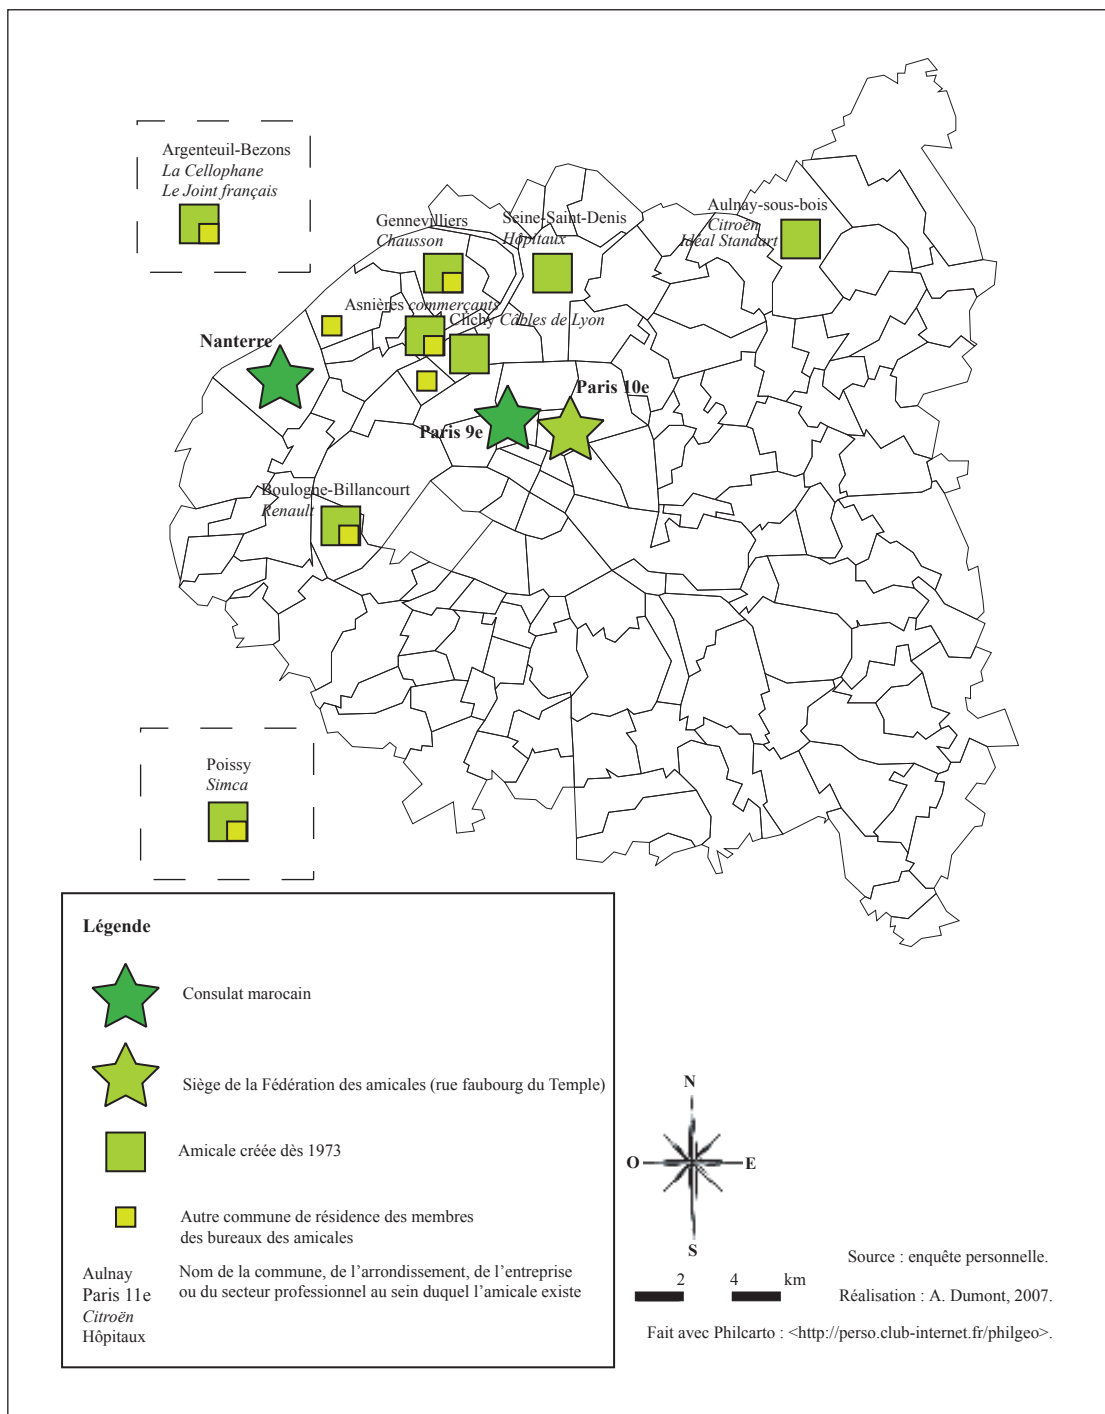 Argenteuil-Bezons
La Cellophane
Le Joint français
Gennevilliers
Chausson
Seine-Saint-Denis
Hôpitaux
Aulnay-sous-bois
Citroën
Idéal Standart
Asnières commerçants
Clichy Câbles de Lyon
Nanterre
Paris 10e
Paris 9e
Boulogne-Billancourt
Renault
Poissy
Simca
Légende
Consulat marocain
Siège de la Fédération des amicales (rue faubourg du Temple)
Amicale créée dès 1973
Autre commune de résidence des membres
des bureaux des amicales
Aulnay
Paris 11e
Citroën
Hôpitaux
Nom de la commune, de l'arrondissement, de l'entreprise
ou du secteur professionnel au sein duquel l'amicale existe
N
O
E
S
2 4 km
Source : enquête personnelle.
Réalisation : A. Dumont, 2007.
Fait avec Philcarto : <http://perso.club-internet.fr/philgeo>.